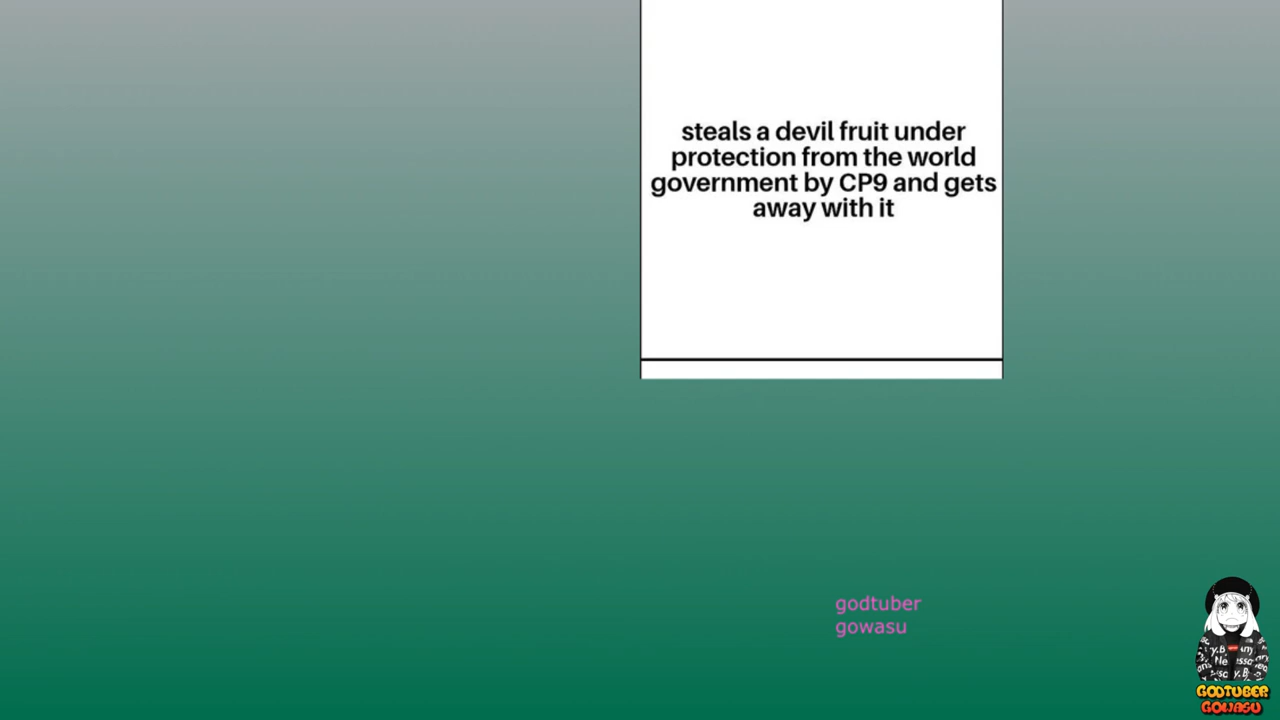 steals a devil fruit under
protection from the world
government by CP9 and gets
away with it
godtuber
gowasu
GODTUBER
GOWASU